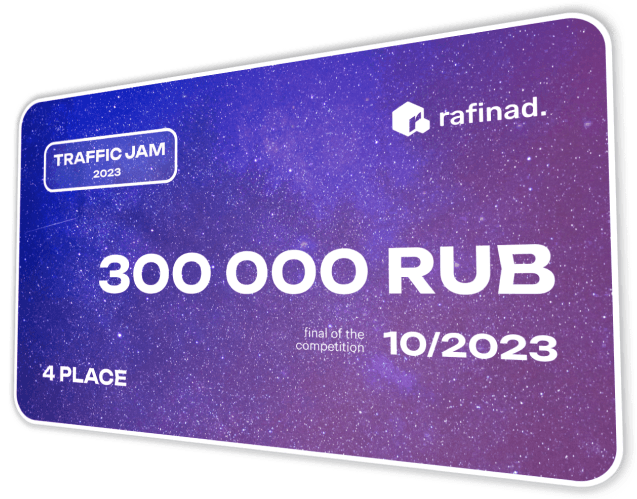 rafinad.
TRAFFIC JAM
2023
300 000 RUB
final of the
competition
10/2023
4 PLACE